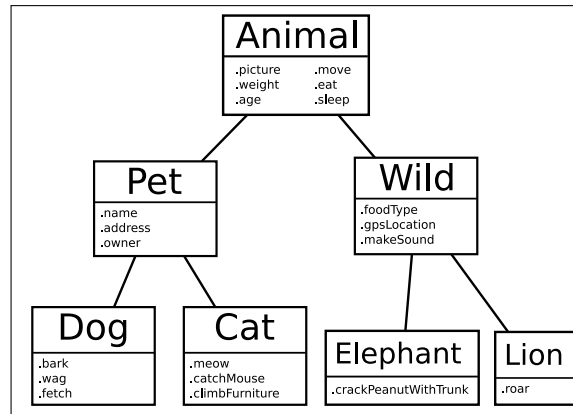 Animal
.picture .move
.weight .eat
.age .sleep
Pet
.name
.address
.owner
Wild
.foodType
.gpsLocation
.makeSound
Dog
.bark
.wag
.fetch
Cat
.meow
.catchMouse
.climbFurniture
Elephant
.crackPeanutWithTrunk
Lion
.roar